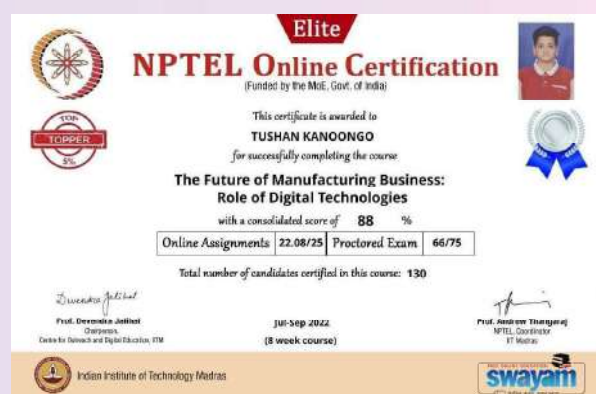 Elite
NPTEL Online Certification
(Funded by the MoE, Govt. of India)
This certificate is awarded to
TUSHAN KANOONGO
for successfully completing the course
TOP
TOPPER
5%
The Future of Manufacturing Business:
Role of Digital Technologies
with a consolidated score of 88 %
Online Assignments 22.08/25 Proctored Exam 66/75
Total number of candidates certified in this course: 130
Prof. Devendra Jalihal
Chairperson,
Centre for Outreach and Digital Education, IITM
Jul-Sep 2022
(8 week course)
Prof. Andrew Thangaraj
NPTEL, Coordinator
IIT Madras
Indian Institute of Technology Madras
swayam